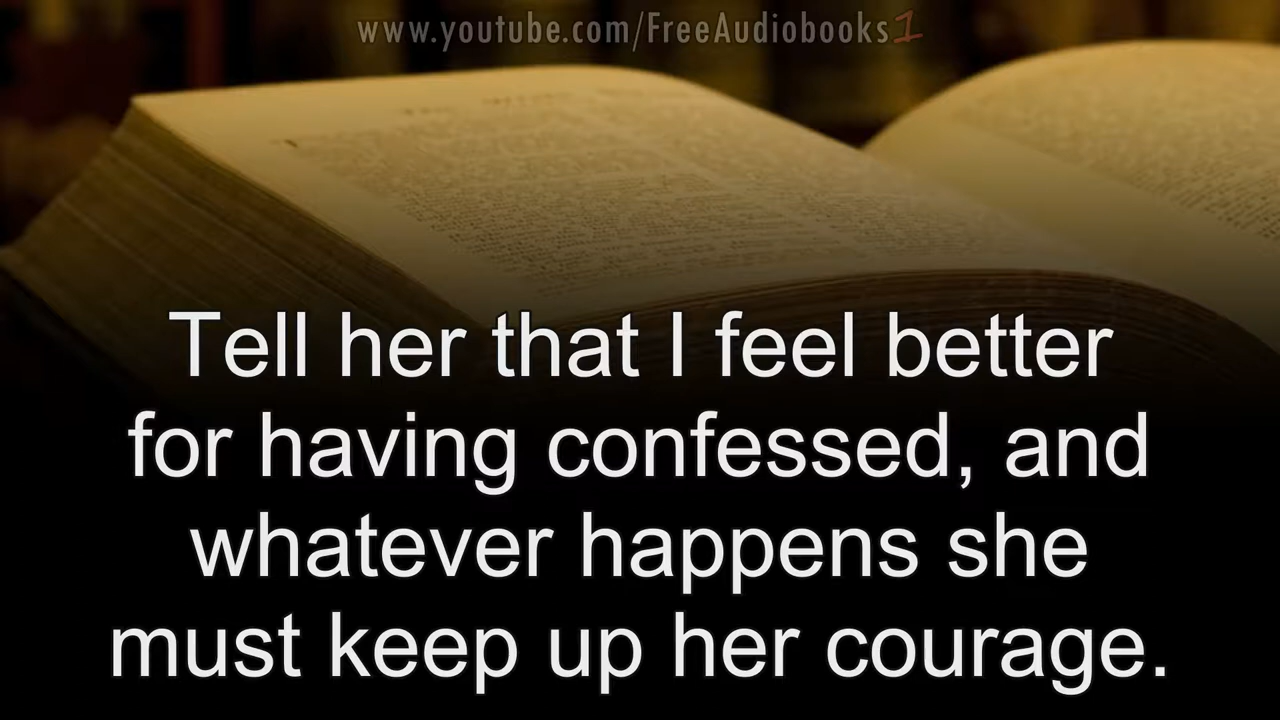 www.youtube.com/FreeAudiobooks1
Tell her that I feel better
for having confessed, and
whatever happens she
must keep up her courage.